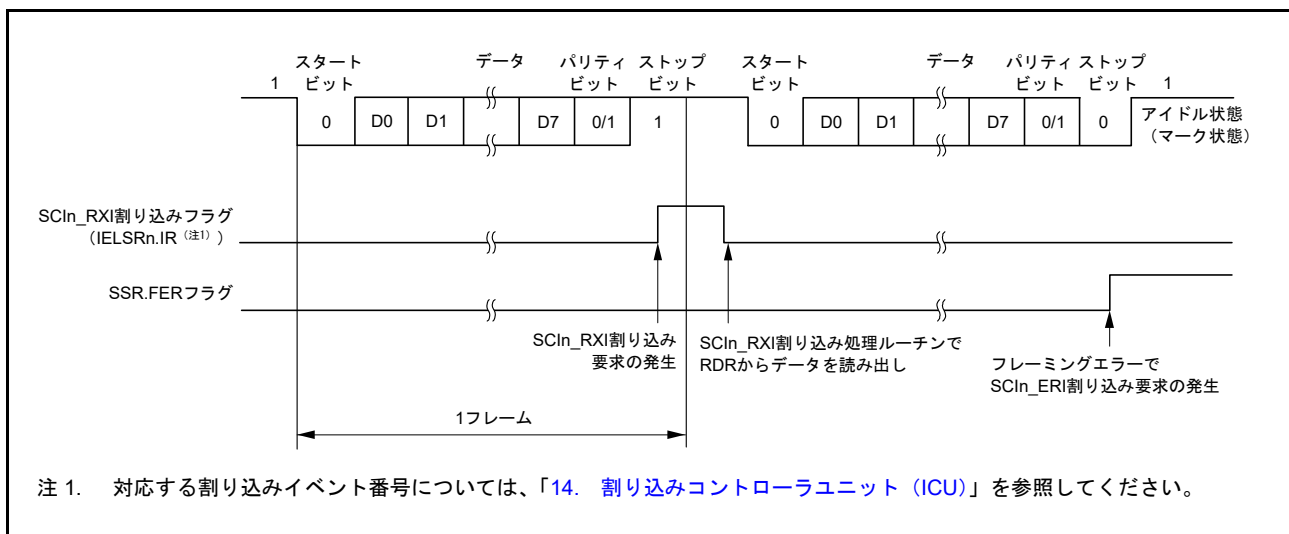 スタート
ビット
データ
パリティ
ビット
ストップ
ビット
スタート
ビット
データ
パリティ
ビット
ストップ
ビット
1
1
0
D0
D1
D7
0/1
1
0
D0
D1
D7
0/1
0
アイドル状態
(マーク状態)
SCIn_RXI割り込みフラグ
(IELSRn.IR (注1) )
SSR.FERフラグ
SCIn_RXI割り込み
要求の発生
SCIn_RXI割り込み処理ルーチンで
RDRからデータを読み出し
フレーミングエラーで
SCIn_ERI割り込み要求の発生
1フレーム
注 1. 対応する割り込みイベント番号については、「14. 割り込みコントローラユニット（ICU）」を参照してください。